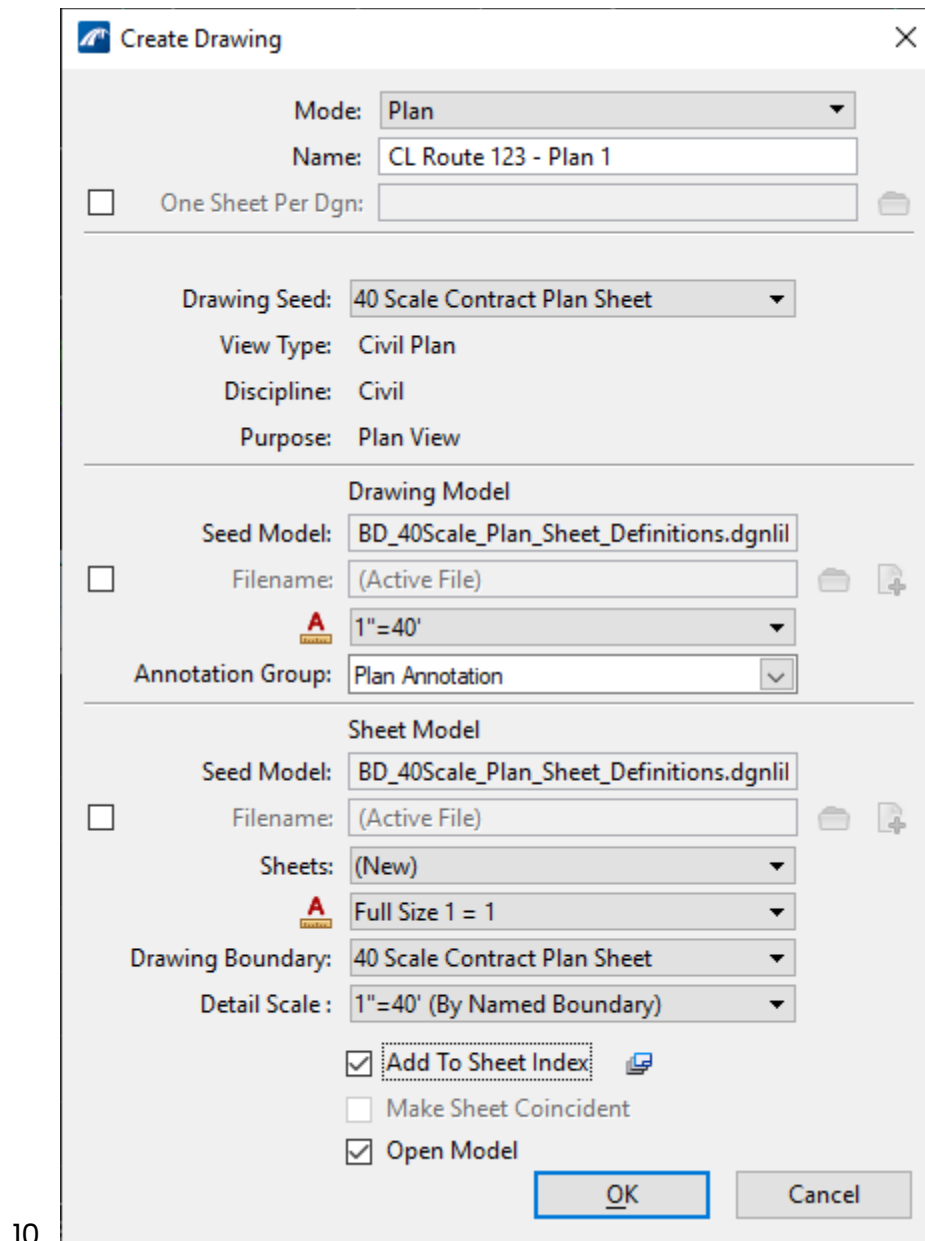 Create Drawing
Mode: Plan
Name: CL Route 123 - Plan 1
One Sheet Per Dgn:
Drawing Seed: 40 Scale Contract Plan Sheet
View Type: Civil Plan
Discipline: Civil
Purpose: Plan View
Drawing Model
Seed Model: BD_40Scale_Plan_Sheet_Definitions.dgnlil
Filename: (Active File)
A 1"=40'
Annotation Group: Plan Annotation
Sheet Model
Seed Model: BD_40Scale_Plan_Sheet_Definitions.dgnlil
Filename: (Active File)
Sheets: (New)
A Full Size 1 = 1
Drawing Boundary: 40 Scale Contract Plan Sheet
Detail Scale : 1"=40' (By Named Boundary)
Add To Sheet Index
Make Sheet Coincident
Open Model
OK Cancel
10